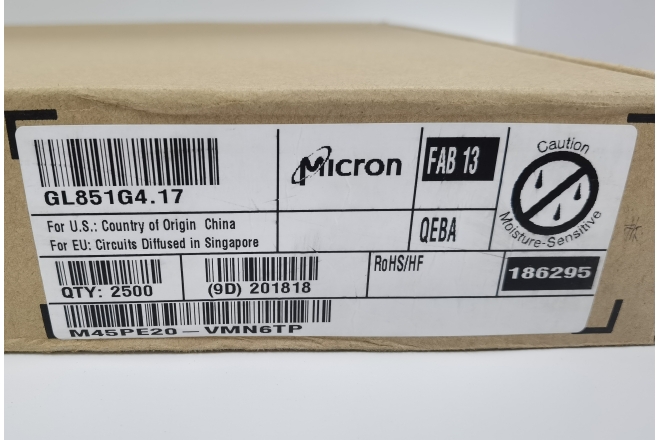 GL851G4.17
Micron
FAB 13
Caution
Moisture-Sensitive
For U.S.: Country of Origin China
For EU: Circuits Diffused in Singapore
QEBA
QTY: 2500
(9D) 201818
RoHS/HF
186295
M45PE20-VMN6TP